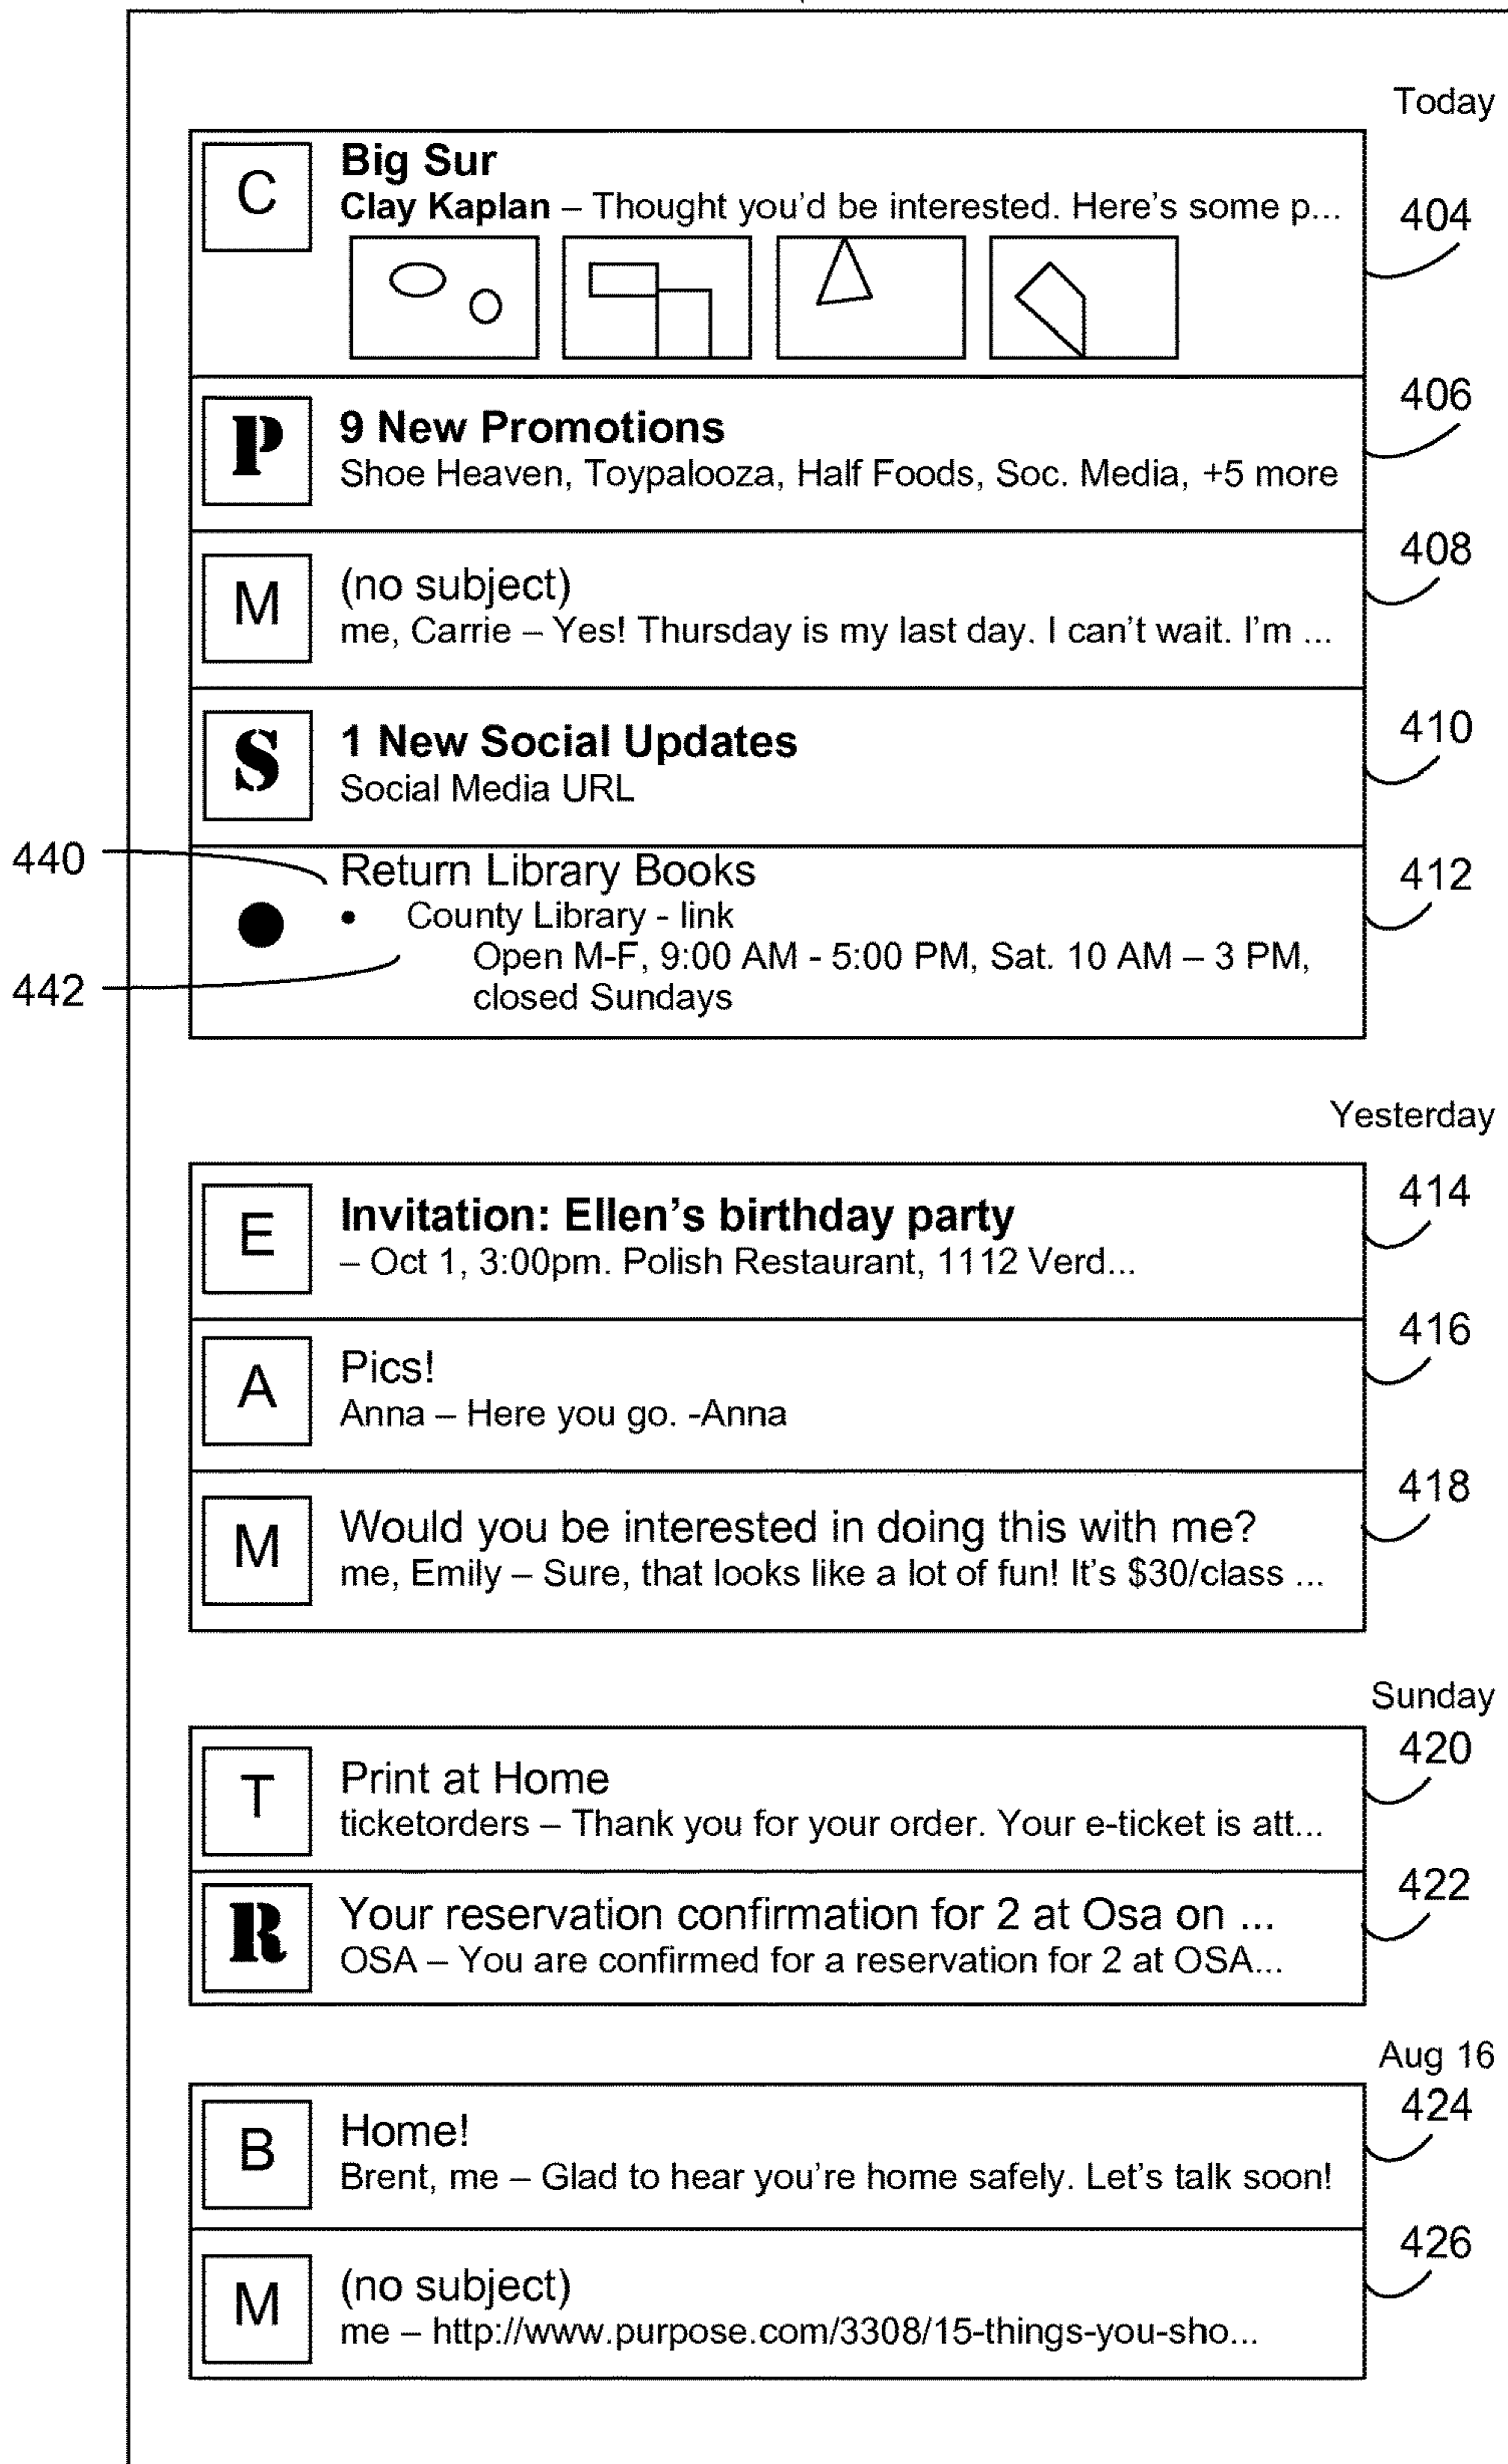 Today
C
Big Sur
Clay Kaplan – Thought you'd be interested. Here's some p...
404
P
9 New Promotions
Shoe Heaven, Toypalooza, Half Foods, Soc. Media, +5 more
406
M
(no subject)
me, Carrie – Yes! Thursday is my last day. I can't wait. I'm ...
408
S
1 New Social Updates
Social Media URL
410
440
Return Library Books
• County Library - link
Open M-F, 9:00 AM - 5:00 PM, Sat. 10 AM – 3 PM,
closed Sundays
412
442
Yesterday
E
Invitation: Ellen's birthday party
– Oct 1, 3:00pm. Polish Restaurant, 1112 Verd...
414
A
Pics!
Anna – Here you go. -Anna
416
M
Would you be interested in doing this with me?
me, Emily – Sure, that looks like a lot of fun! It's $30/class ...
418
Sunday
T
Print at Home
ticketorders – Thank you for your order. Your e-ticket is att...
420
R
Your reservation confirmation for 2 at Osa on ...
OSA – You are confirmed for a reservation for 2 at OSA...
422
Aug 16
B
Home!
Brent, me – Glad to hear you're home safely. Let's talk soon!
424
M
(no subject)
me – http://www.purpose.com/3308/15-things-you-sho...
426